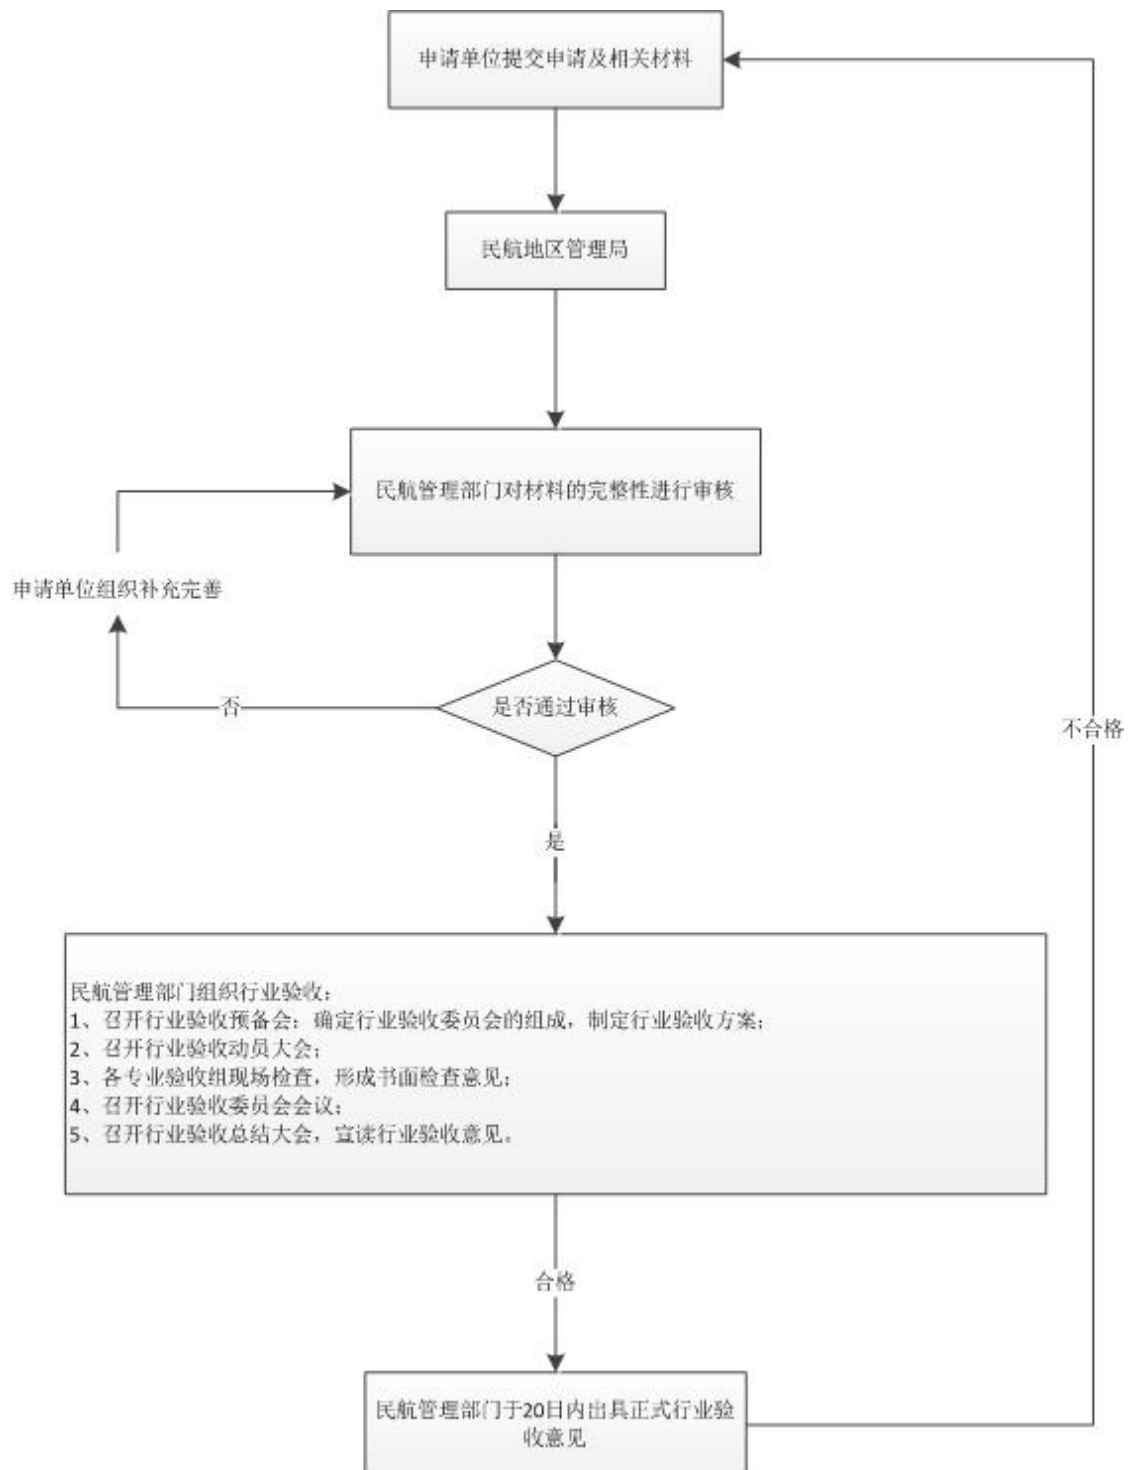 申请单位提交申请及相关材料
民航地区管理局
民航管理部门对材料的完整性进行审核
申请单位组织补充完善
否
是否通过审核
不合格
是
民航管理部门组织行业验收:
1、召开行业验收预备会：确定行业验收委员会的组成，制定行业验收方案;
2、召开行业验收动员大会;
3、各专业验收组现场检查，形成书面检查意见;
4、召开行业验收委员会会议;
5、召开行业验收总结大会，宣读行业验收意见。
合格
民航管理部门于20日内出具正式行业验
收意见